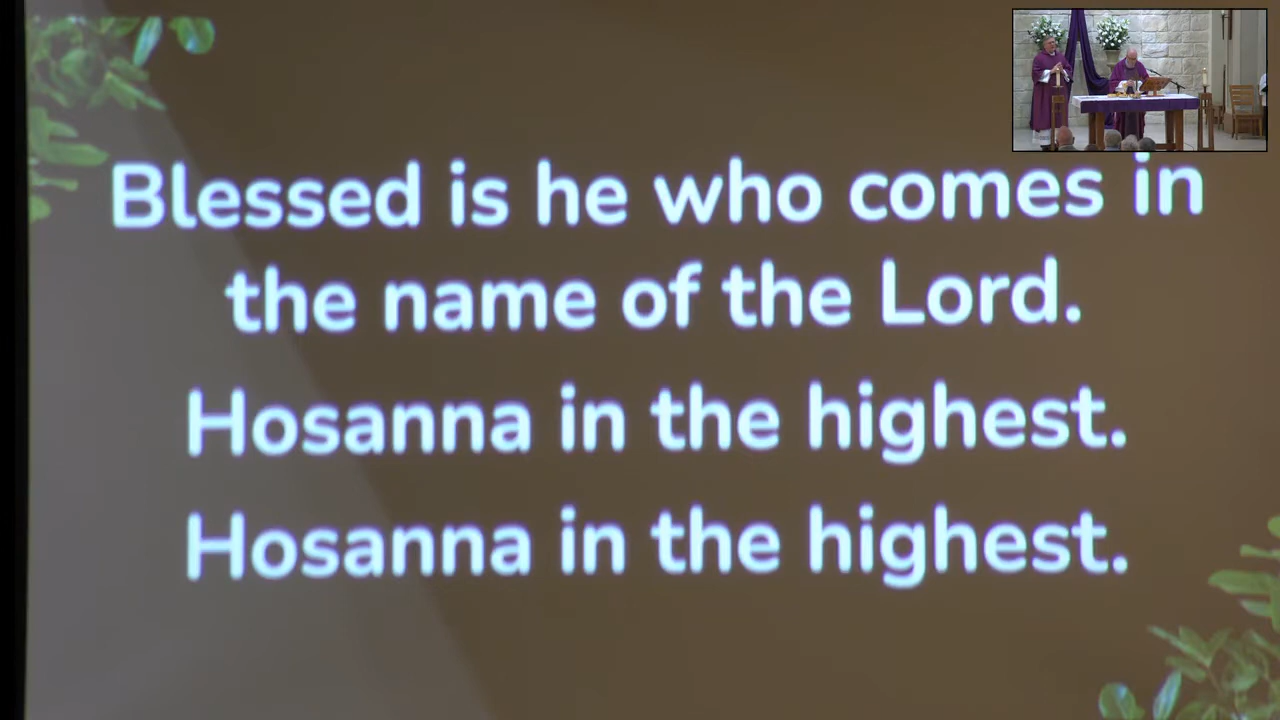 Blessed is he who comes in
the name of the Lord.
Hosanna in the highest.
Hosanna in the highest.